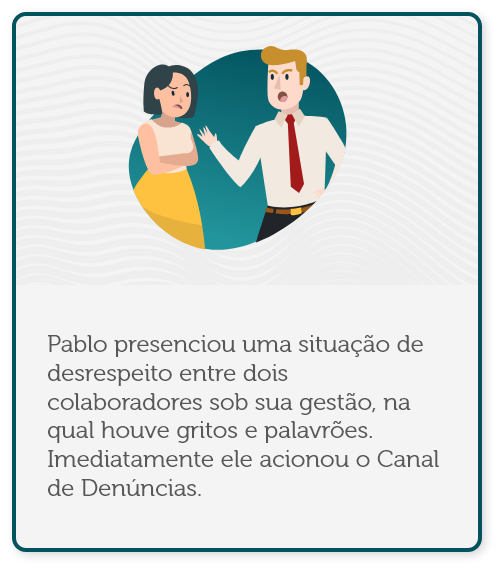 Pablo presenciou uma situação de
desrespeito entre dois
colaboradores sob sua gestão, na
qual houve gritos e palavrões.
Imediatamente ele acionou o Canal
de Denúncias.